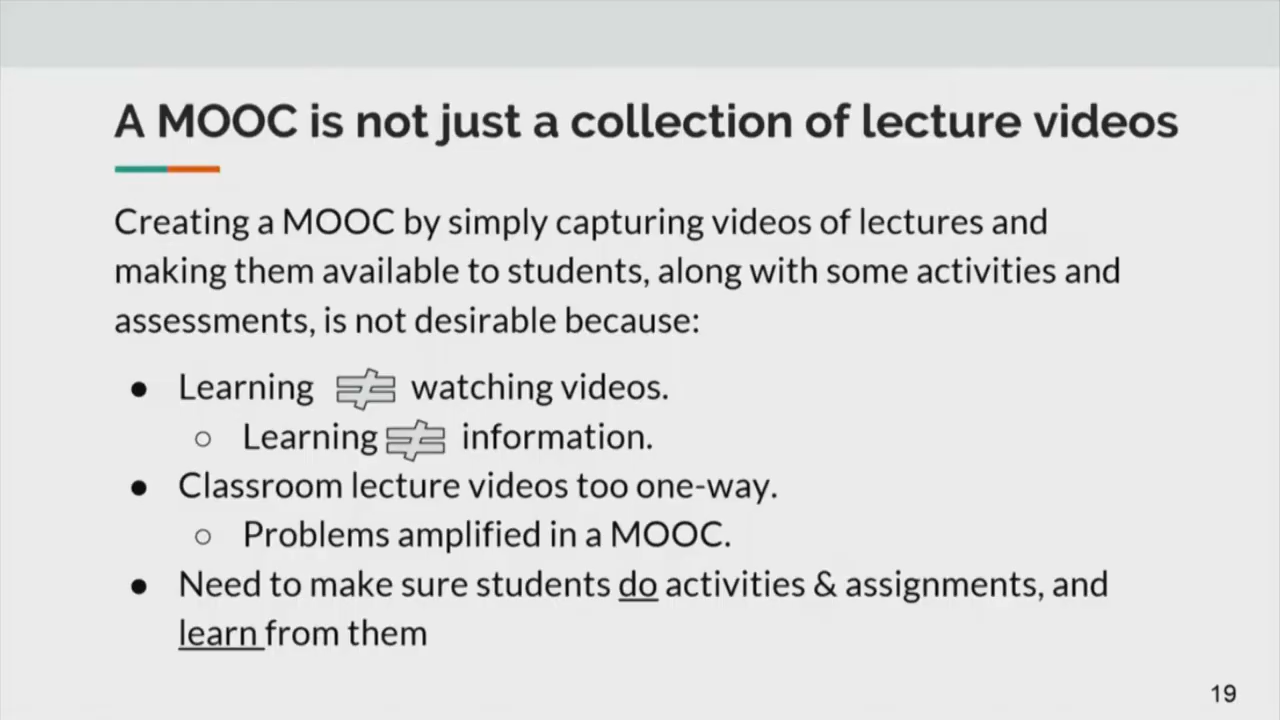 A MOOC is not just a collection of lecture videos
Creating a MOOC by simply capturing videos of lectures and
making them available to students, along with some activities and
assessments, is not desirable because:
● Learning ≠ watching videos.
○ Learning ≠ information.
● Classroom lecture videos too one-way.
○ Problems amplified in a MOOC.
● Need to make sure students do activities & assignments, and
learn from them
19